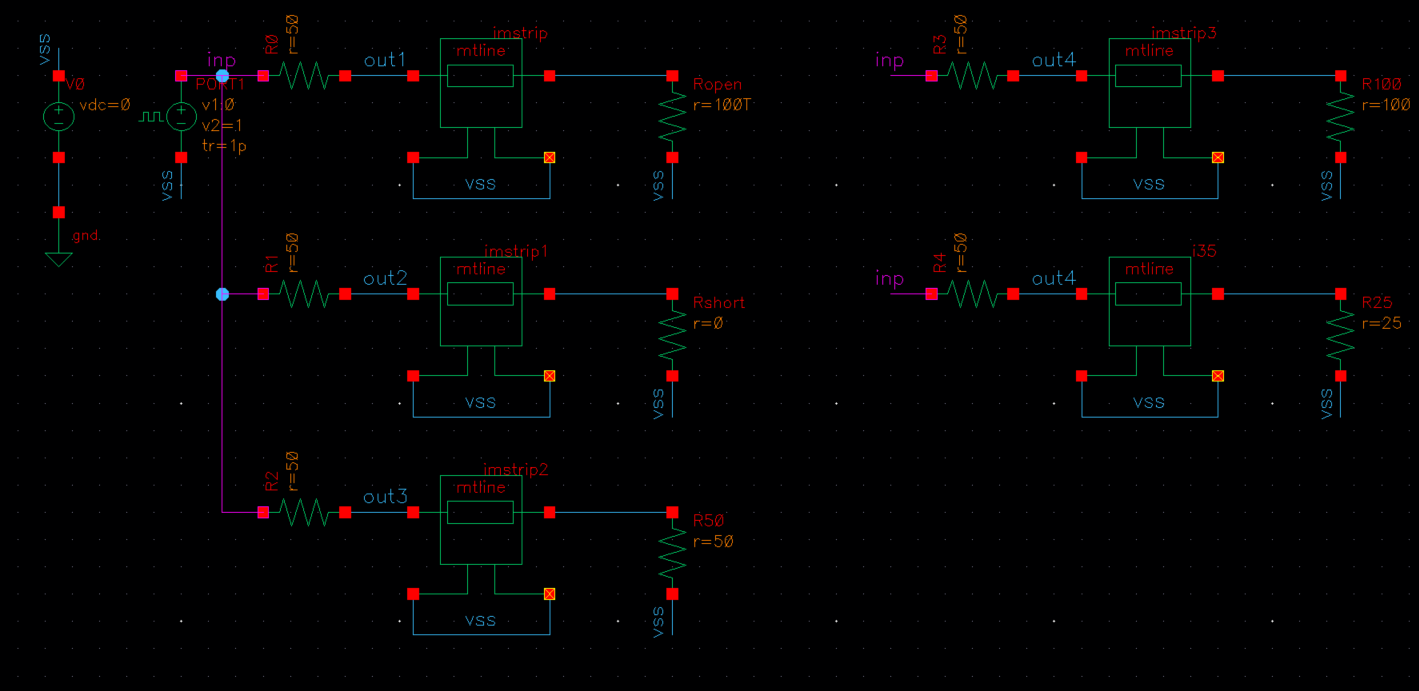 VSS
V0
vdc=0
gnd
inp
PORT1
v1:0
v2=1
tr=1p
VSS
R0
r=50
out1
imstrip
mtline
VSS
Ropen
r=100T
VSS
inp
R3
r=50
out4
imstrip3
mtline
VSS
R100
r=100
VSS
R1
r=50
out2
imstrip1
mtline
VSS
Rshort
r=0
VSS
inp
R4
r=50
out4
i35
mtline
VSS
R25
r=25
VSS
R2
r=50
out3
imstrip2
mtline
VSS
R50
r=50
VSS